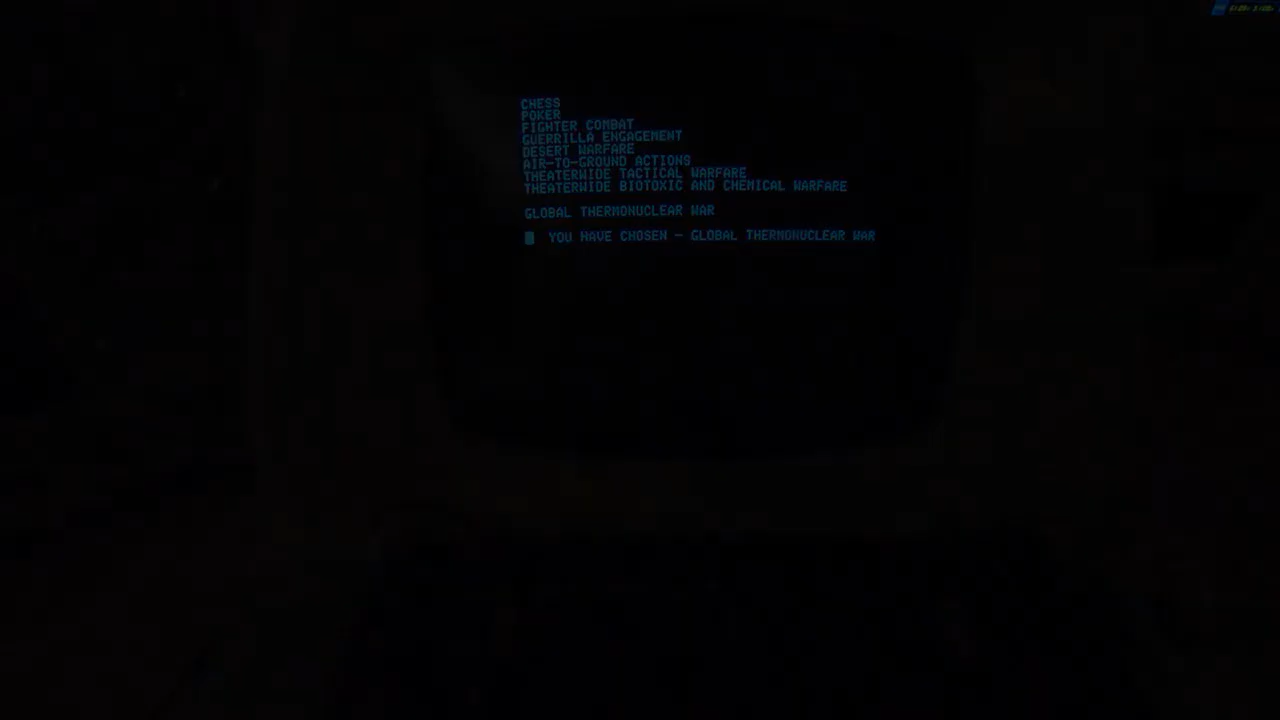 CHESS
POKER
FIGHTER COMBAT
GUERRILLA ENGAGEMENT
DESERT WARFARE
AIR-TO-GROUND ACTIONS
THEATERWIDE TACTICAL WARFARE
THEATERWIDE BIOTOXIC AND CHEMICAL WARFARE
GLOBAL THERMONUCLEAR WAR
YOU HAVE CHOSEN — GLOBAL THERMONUCLEAR WAR